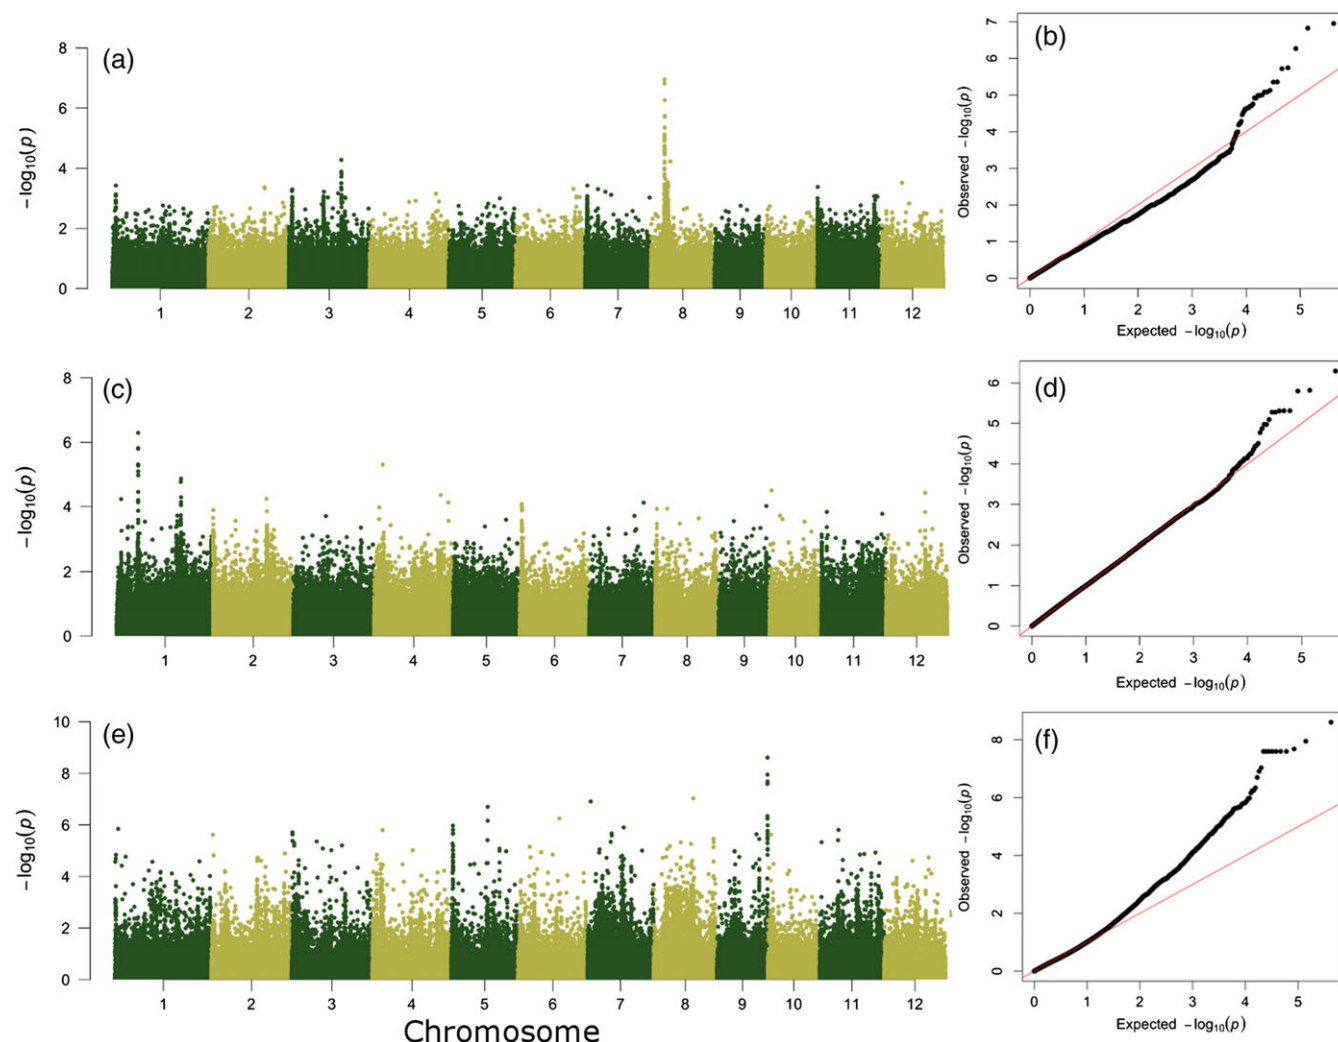 (a)
8
6
4
2
0
−log10(p)
1 2 3 4 5 6 7 8 9 10 11 12
(b)
7
6
5
4
3
2
1
0
Observed −log10(p)
0 1 2 3 4 5
Expected −log10(p)
(c)
8
6
4
2
0
−log10(p)
1 2 3 4 5 6 7 8 9 10 11 12
(d)
6
5
4
3
2
1
0
Observed −log10(p)
0 1 2 3 4 5
Expected −log10(p)
(e)
10
8
6
4
2
0
−log10(p)
1 2 3 4 5 6 7 8 9 10 11 12
Chromosome
(f)
8
6
4
2
0
Observed −log10(p)
0 1 2 3 4 5
Expected −log10(p)